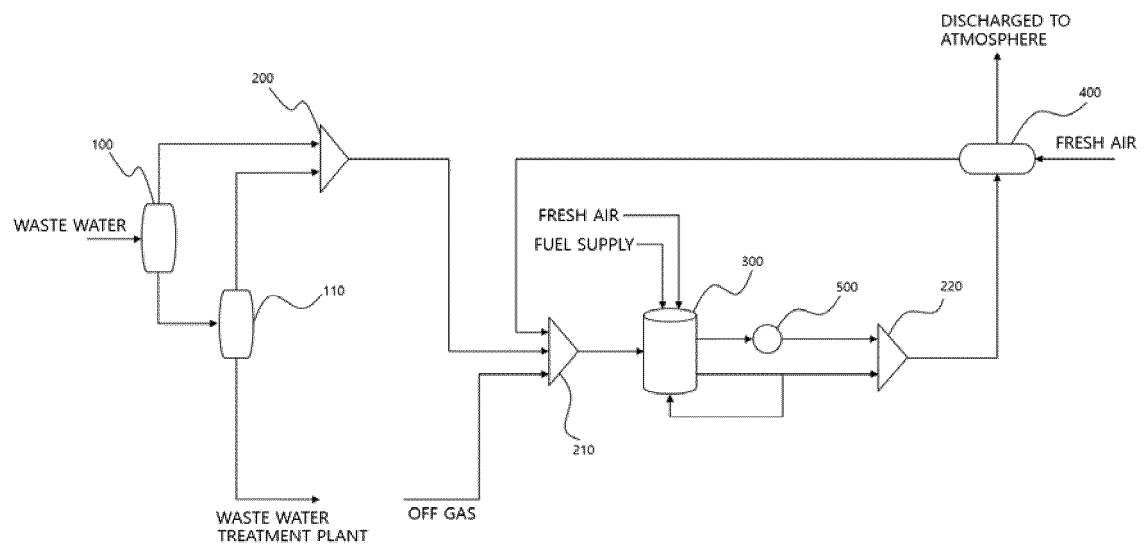 DISCHARGED TO
ATMOSPHERE
200
400
100
FRESH AIR
WASTE WATER
FRESH AIR
FUEL SUPPLY
300
500
220
110
210
OFF GAS
WASTE WATER
TREATMENT PLANT